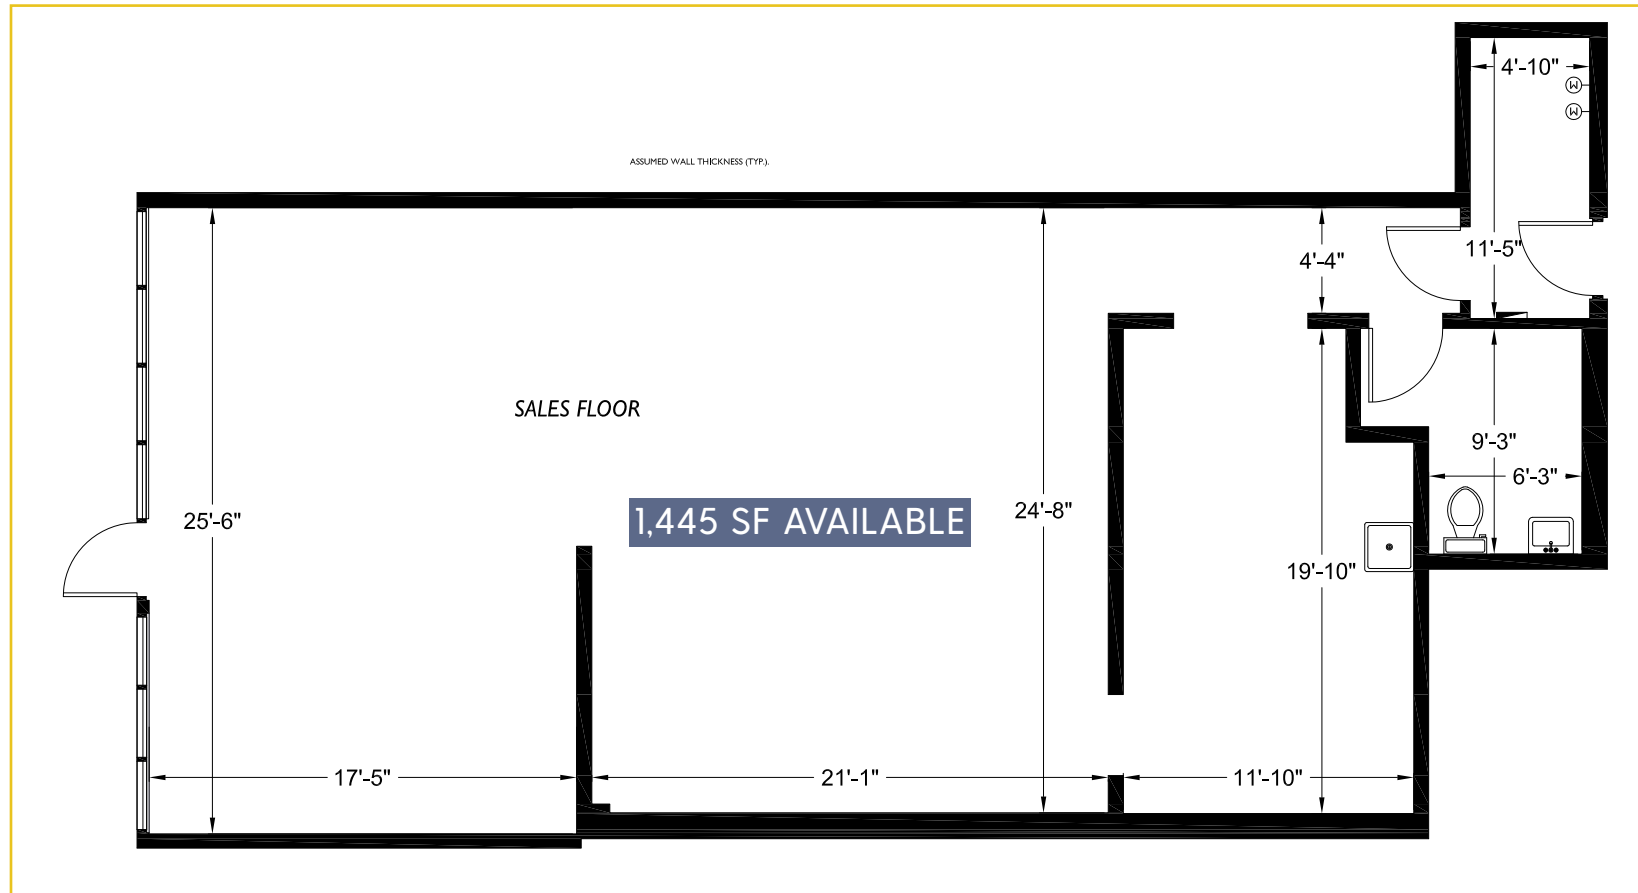 4'-10"
M
M
ASSUMED WALL THICKNESS (TYP.).
11'-5"
4'-4"
SALES FLOOR
9'-3"
6'-3"
25'-6"
1,445 SF AVAILABLE
24'-8"
19'-10"
17'-5"
21'-1"
11'-10"